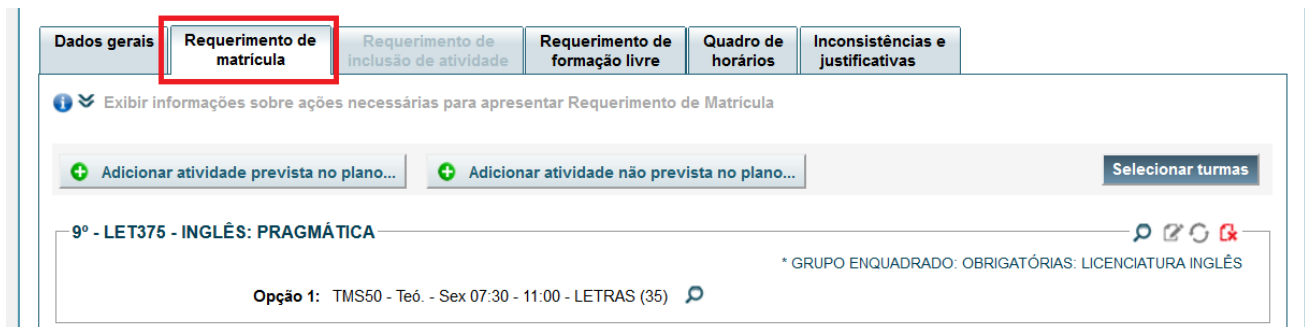 Dados gerais
Requerimento de
matrícula
Requerimento de
inclusão de atividade
Requerimento de
formação livre
Quadro de
horários
Inconsistências e
justificativas
Exibir informações sobre ações necessárias para apresentar Requerimento de Matrícula
Adicionar atividade prevista no plano...
Adicionar atividade não prevista no plano...
Selecionar turmas
9º - LET375 - INGLÊS: PRAGMÁTICA
* GRUPO ENQUADRADO: OBRIGATÓRIAS: LICENCIATURA INGLÊS
Opção 1: TMS50 - Teó. - Sex 07:30 - 11:00 - LETRAS (35)